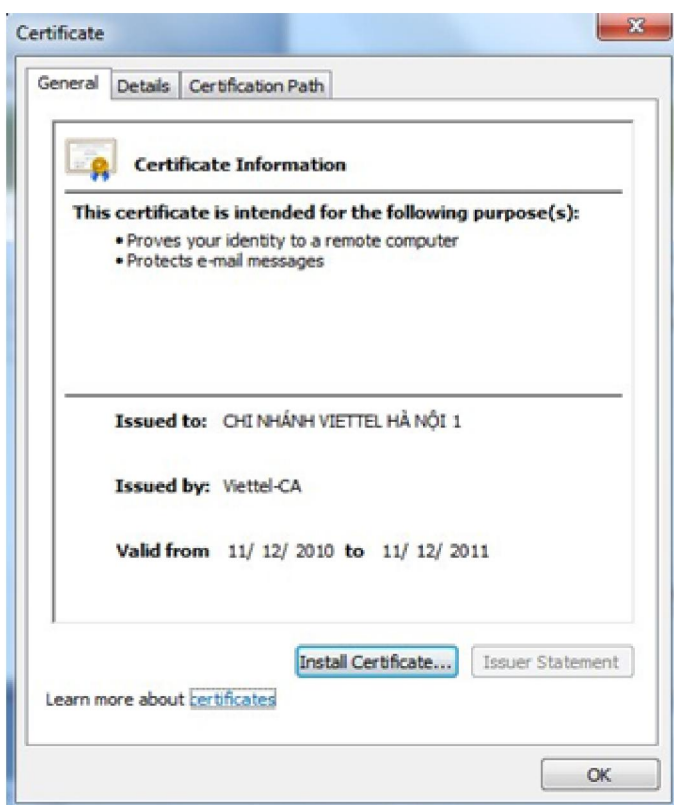 Certificate
General Details Certification Path
Certificate Information
This certificate is intended for the following purpose(s):
• Proves your identity to a remote computer
• Protects e-mail messages
Issued to: CHI NHÁNH VIETTEL HÀ NỘI 1
Issued by: Viettel-CA
Valid from 11/ 12/ 2010 to 11/ 12/ 2011
Install Certificate... Issuer Statement
Learn more about certificates
OK